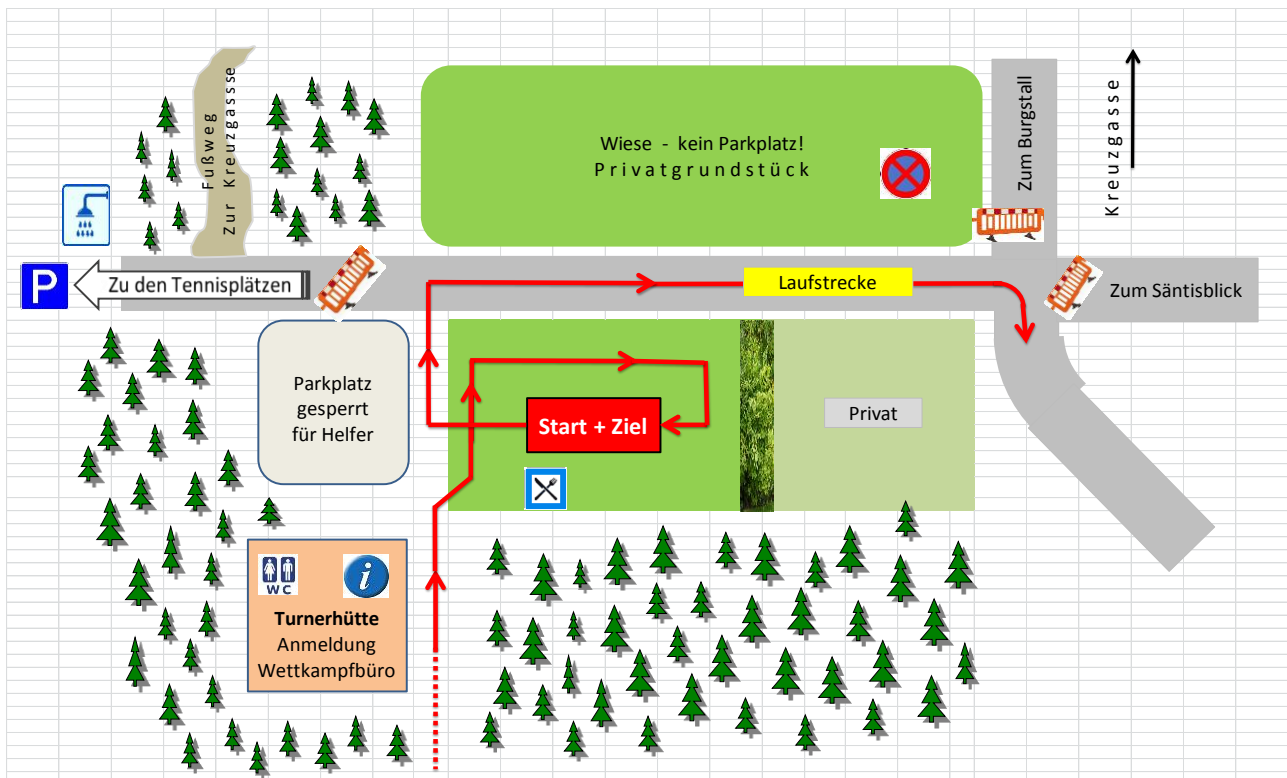 Fußweg
Zur Kreuzgassse
Wiese - kein Parkplatz!
Privatgrundstück
Zum Burgstall
Kreuzgasse
P
Zu den Tennisplätzen
Laufstrecke
Zum Säntisblick
Parkplatz
gesperrt
für Helfer
Start + Ziel
Privat
WC
i
Turnerhütte
Anmeldung
Wettkampfbüro